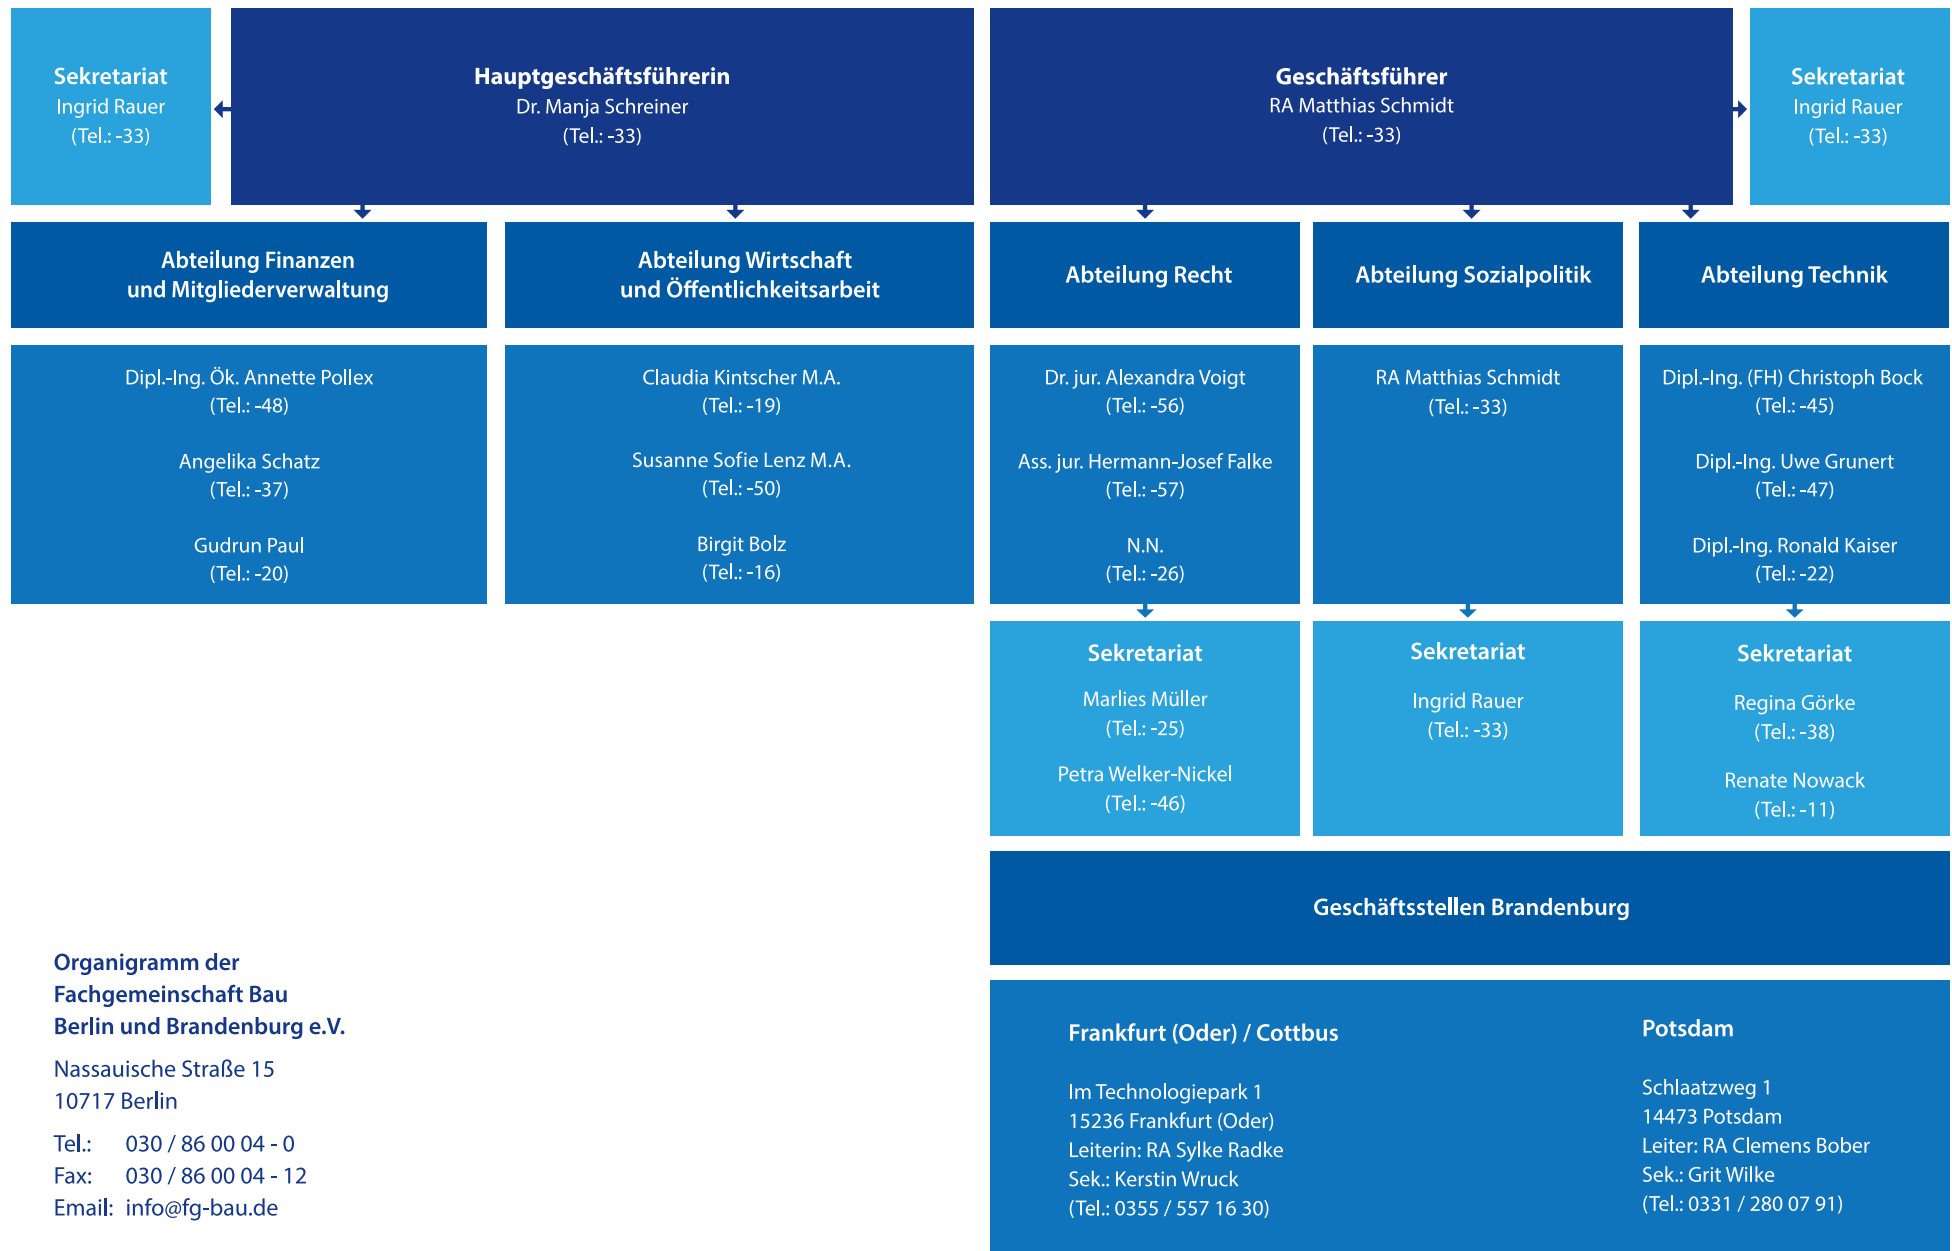 Sekretariat
Ingrid Rauer
(Tel.: -33)
Hauptgeschäftsführerin
Dr. Manja Schreiner
(Tel.: -33)
Geschäftsführer
RA Matthias Schmidt
(Tel.: -33)
Sekretariat
Ingrid Rauer
(Tel.: -33)
Abteilung Finanzen
und Mitgliederverwaltung
Abteilung Wirtschaft
und Öffentlichkeitsarbeit
Abteilung Recht
Abteilung Sozialpolitik
Abteilung Technik
Dipl.-Ing. Ök. Annette Pollex
(Tel.: -48)
Angelika Schatz
(Tel.: -37)
Gudrun Paul
(Tel.: -20)
Claudia Kintscher M.A.
(Tel.: -19)
Susanne Sofie Lenz M.A.
(Tel.: -50)
Birgit Bolz
(Tel.: -16)
Dr. jur. Alexandra Voigt
(Tel.: -56)
Ass. jur. Hermann-Josef Falke
(Tel.: -57)
N.N.
(Tel.: -26)
RA Matthias Schmidt
(Tel.: -33)
Dipl.-Ing. (FH) Christoph Bock
(Tel.: -45)
Dipl.-Ing. Uwe Grunert
(Tel.: -47)
Dipl.-Ing. Ronald Kaiser
(Tel.: -22)
Sekretariat
Marlies Müller
(Tel.: -25)
Petra Welker-Nickel
(Tel.: -46)
Sekretariat
Ingrid Rauer
(Tel.: -33)
Sekretariat
Regina Görke
(Tel.: -38)
Renate Nowack
(Tel.: -11)
Geschäftsstellen Brandenburg
Frankfurt (Oder) / Cottbus
Im Technologiepark 1
15236 Frankfurt (Oder)
Leiterin: RA Sylke Radke
Sek.: Kerstin Wruck
(Tel.: 0355 / 557 16 30)
Potsdam
Schlaatzweg 1
14473 Potsdam
Leiter: RA Clemens Bober
Sek.: Grit Wilke
(Tel.: 0331 / 280 07 91)
Organigramm der
Fachgemeinschaft Bau
Berlin und Brandenburg e.V.
Nassauische Straße 15
10717 Berlin
Tel.: 030 / 86 00 04 - 0
Fax: 030 / 86 00 04 - 12
Email: info@fg-bau.de